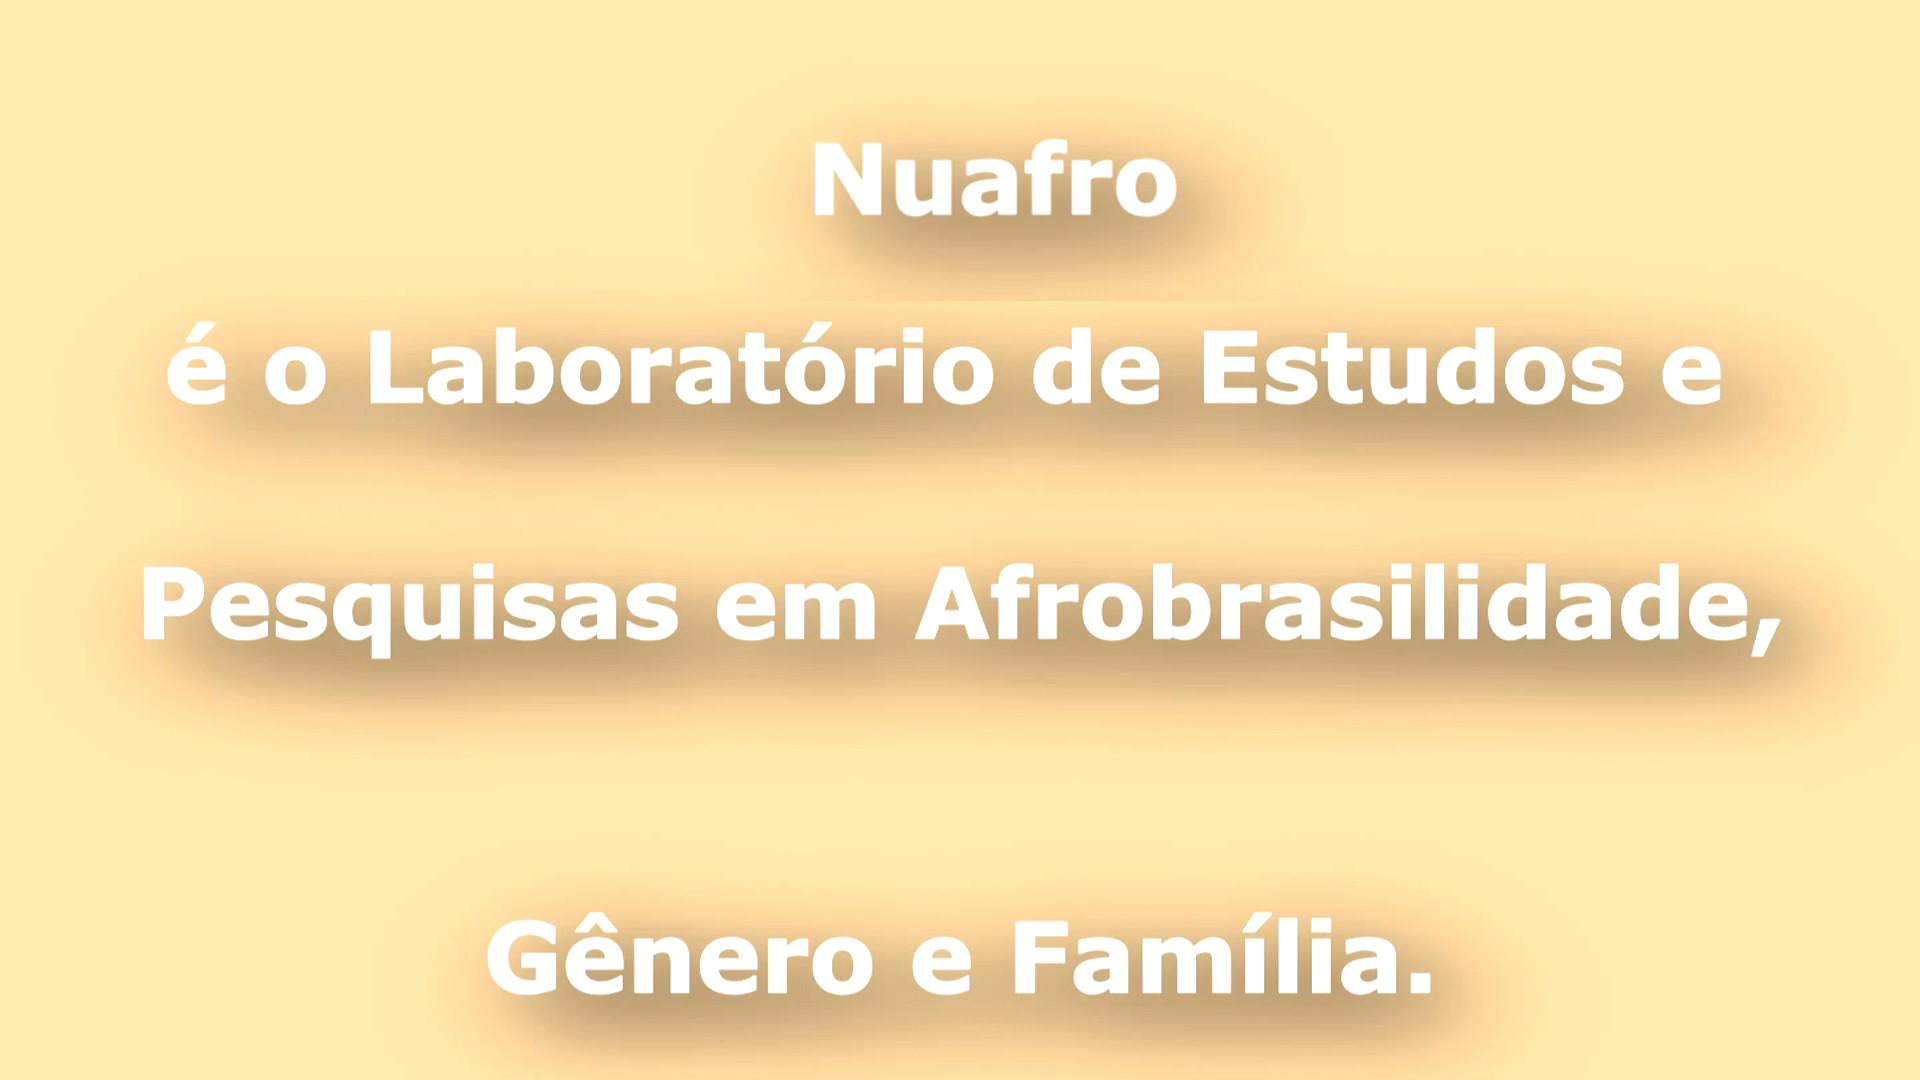 Nuafro
é o Laboratório de Estudos e
Pesquisas em Afrobrasilidade,
Gênero e Família.